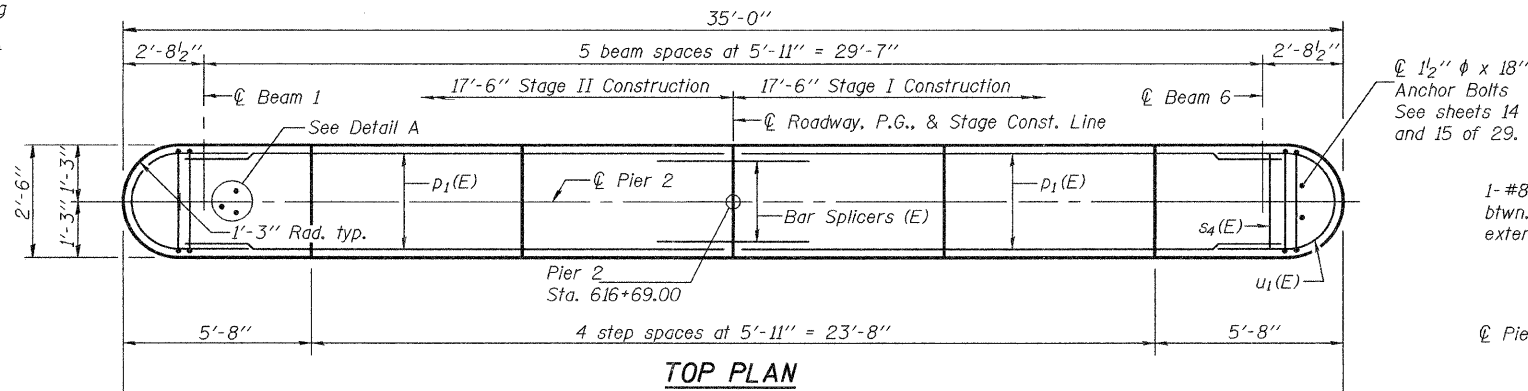 ng
35'-0"
2'-8½"
5 beam spaces at 5'-11" = 29'-7"
2'-8½"
17'-6" Stage II Construction
17'-6" Stage I Construction
℄ Beam 1
℄ Beam 6
℄ 1½" ϕ x 18"
Anchor Bolts
See sheets 14
and 15 of 29.
See Detail A
℄ Roadway, P.G., & Stage Const. Line
2'-6"
1'-3"
1'-3"
p1(E)
℄ Pier 2
p1(E)
Bar Splicers (E)
s4(E)
1'-3" Rad. typ.
u1(E)
1-#8
btwn.
exter
Pier 2
Sta. 616+69.00
5'-8"
4 step spaces at 5'-11" = 23'-8"
5'-8"
℄ Pie
TOP PLAN